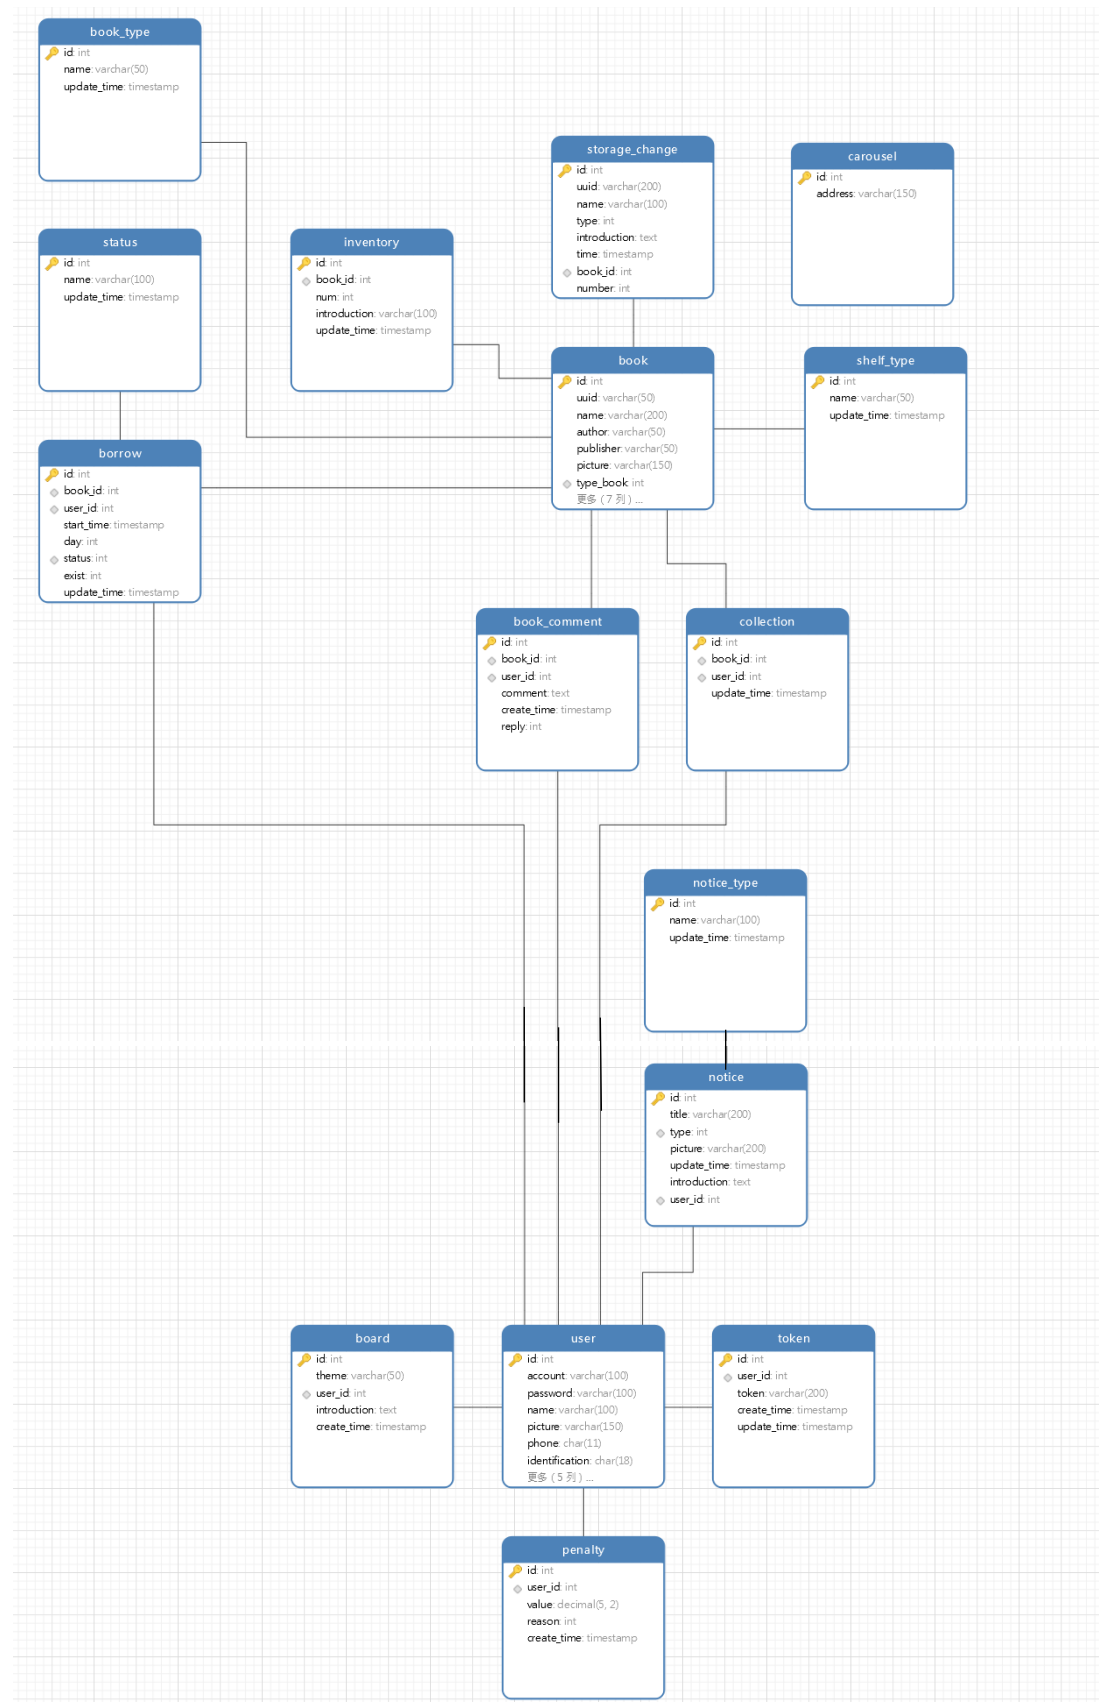 book_type
id: int
name: varchar(50)
update_time: timestamp
storage_change
id: int
uuid: varchar(200)
name: varchar(100)
type: int
introduction: text
time: timestamp
book_id: int
number: int
carousel
id: int
address: varchar(150)
status
id: int
name: varchar(100)
update_time: timestamp
inventory
id: int
book_id: int
num: int
introduction: varchar(100)
update_time: timestamp
book
id: int
uuid: varchar(50)
name: varchar(200)
author: varchar(50)
publisher: varchar(50)
picture: varchar(150)
type_book: int
更多（7 列）...
shelf_type
id: int
name: varchar(50)
update_time: timestamp
borrow
id: int
book_id: int
user_id: int
start_time: timestamp
day: int
status: int
exist: int
update_time: timestamp
book_comment
id: int
book_id: int
user_id: int
comment: text
create_time: timestamp
reply: int
collection
id: int
book_id: int
user_id: int
update_time: timestamp
notice_type
id: int
name: varchar(100)
update_time: timestamp
notice
id: int
title: varchar(200)
type: int
picture: varchar(200)
update_time: timestamp
introduction: text
user_id: int
board
id: int
theme: varchar(50)
user_id: int
introduction: text
create_time: timestamp
user
id: int
account: varchar(100)
password: varchar(100)
name: varchar(100)
picture: varchar(150)
phone: char(11)
identification: char(18)
更多（5 列）...
token
id: int
user_id: int
token: varchar(200)
create_time: timestamp
update_time: timestamp
penalty
id: int
user_id: int
value: decimal(5, 2)
reason: int
create_time: timestamp